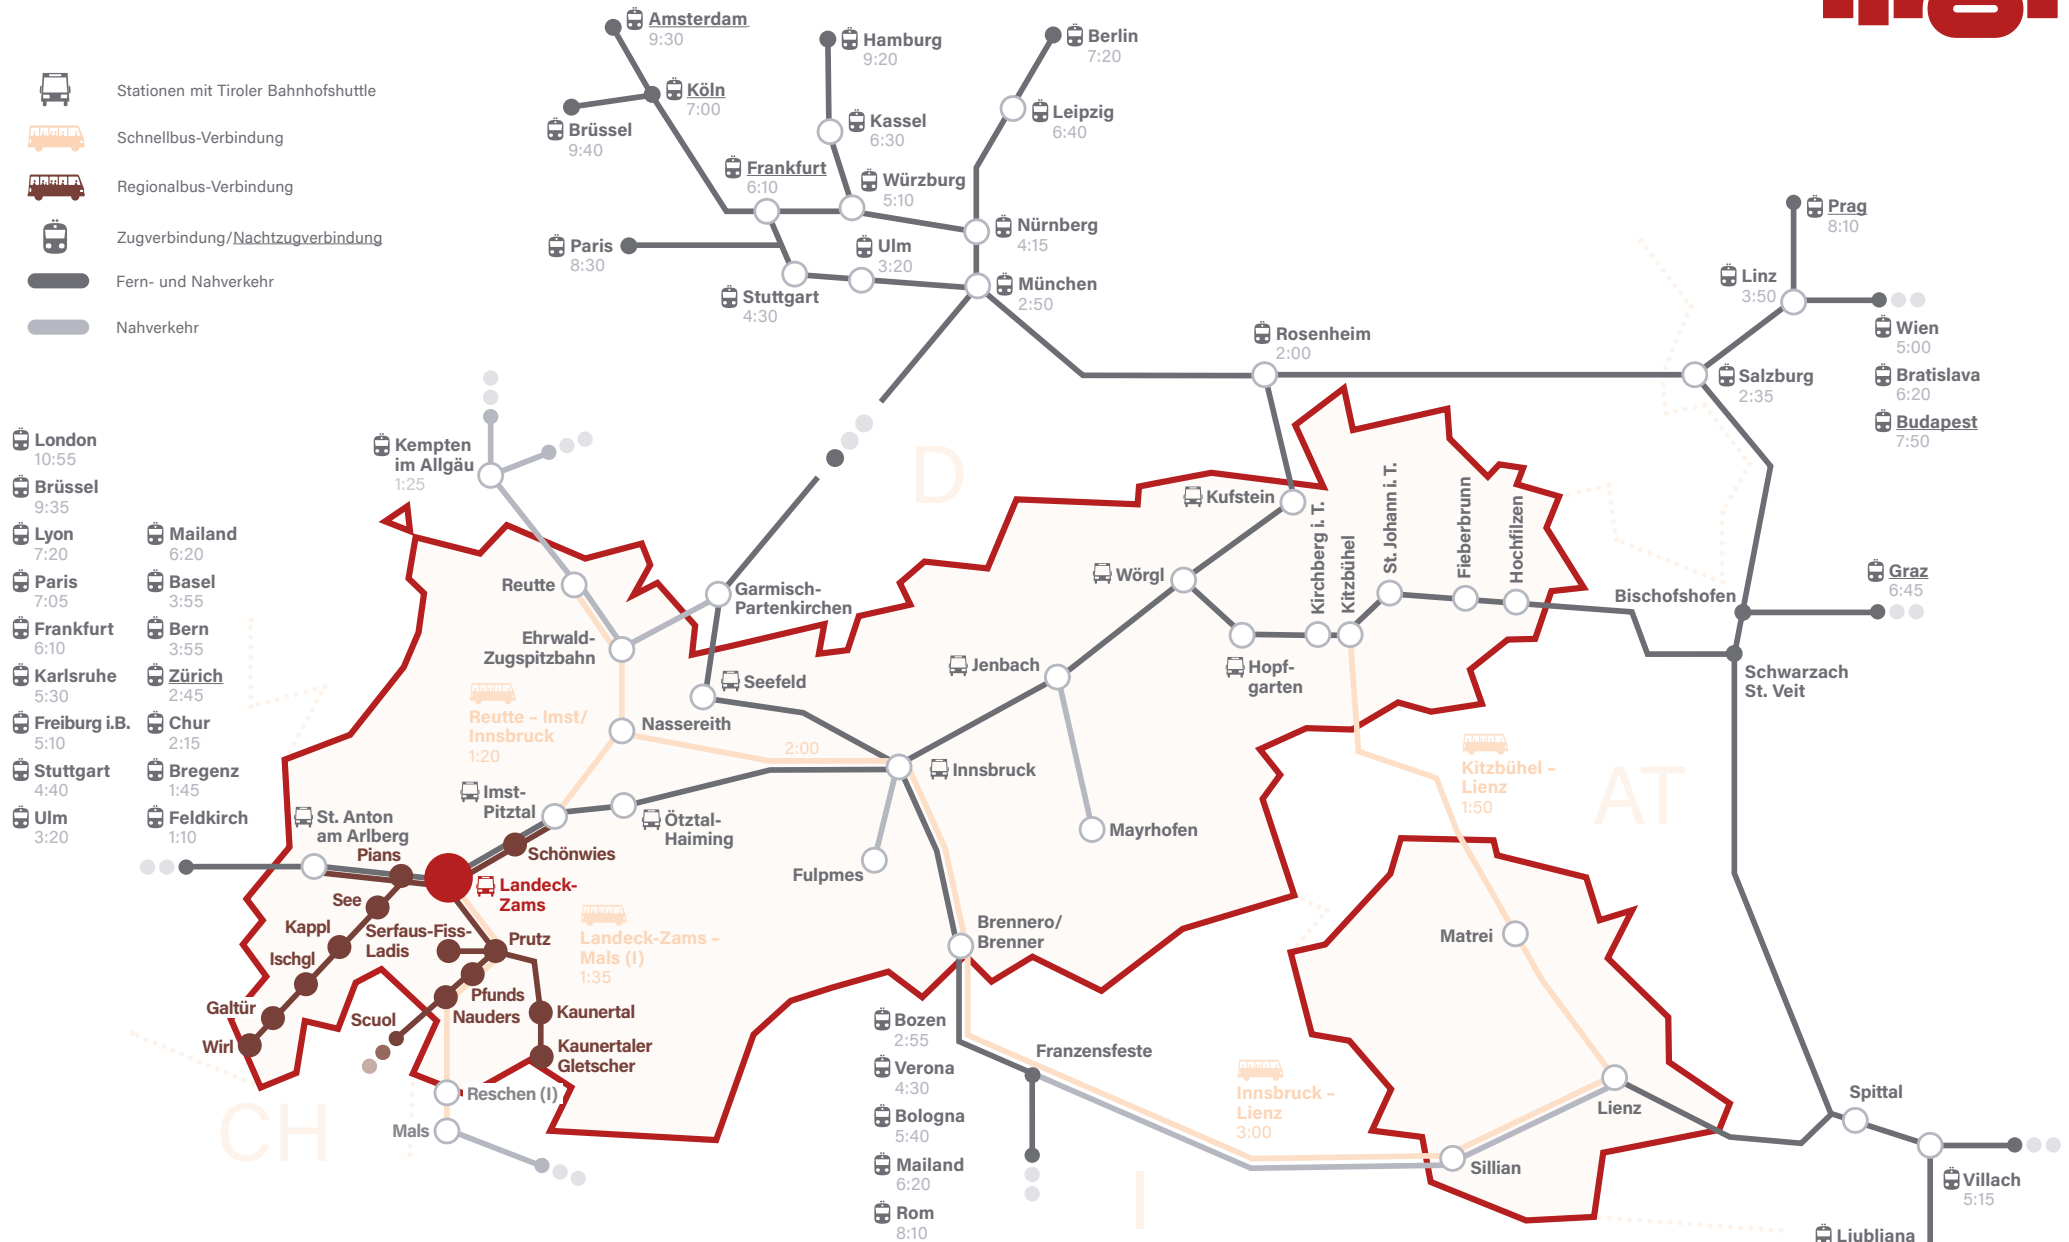 Stationen mit Tiroler Bahnhofshuttle
Schnellbus-Verbindung
Regionalbus-Verbindung
Zugverbindung/Nachtzugverbindung
Fern- und Nahverkehr
Nahverkehr
Amsterdam
9:30
Köln
7:00
Brüssel
9:40
Hamburg
9:20
Kassel
6:30
Berlin
7:20
Leipzig
6:40
Frankfurt
6:10
Würzburg
5:10
Nürnberg
4:15
Paris
8:30
Ulm
3:20
Stuttgart
4:30
München
2:50
Rosenheim
2:00
Prag
8:10
Linz
3:50
Wien
5:00
Bratislava
6:20
Budapest
7:50
Salzburg
2:35
Graz
6:45
London
10:55
Brüssel
9:35
Lyon
7:20
Paris
7:05
Frankfurt
6:10
Karlsruhe
5:30
Freiburg i.B.
5:10
Stuttgart
4:40
Ulm
3:20
Mailand
6:20
Basel
3:55
Bern
3:55
Zürich
2:45
Chur
2:15
Bregenz
1:45
Feldkirch
1:10
Kempten
im Allgäu
1:25
D
Reutte
Ehrwald-
Zugspitzbahn
Garmisch-
Partenkirchen
Seefeld
Nassereith
Reutte – Imst/
Innsbruck
1:20
2:00
Imst-
Pitztal
Ötztal-
Haiming
Innsbruck
Fulpmes
Jenbach
Mayrhofen
Wörgl
Kufstein
Hopf-
garten
Kirchberg i. T.
Kitzbühel
St. Johann i. T.
Fieberbrunn
Hochfilzen
Bischofshofen
Schwarzach
St. Veit
Kitzbühel –
Lienz
1:50
AT
Matrei
Lienz
Sillian
Innsbruck –
Lienz
3:00
Spittal
Villach
5:15
Ljubljana
St. Anton
am Arlberg
Pians
Schönwies
Landeck-
Zams
See
Kappl
Ischgl
Galtür
Wirl
Serfaus-Fiss-
Ladis
Prutz
Pfunds
Nauders
Scuol
Kaunertal
Kaunertaler
Gletscher
Landeck-Zams –
Mals (I)
1:35
Reschen (I)
Mals
CH
Brennero/
Brenner
Franzensfeste
Bozen
2:55
Verona
4:30
Bologna
5:40
Mailand
6:20
Rom
8:10
I